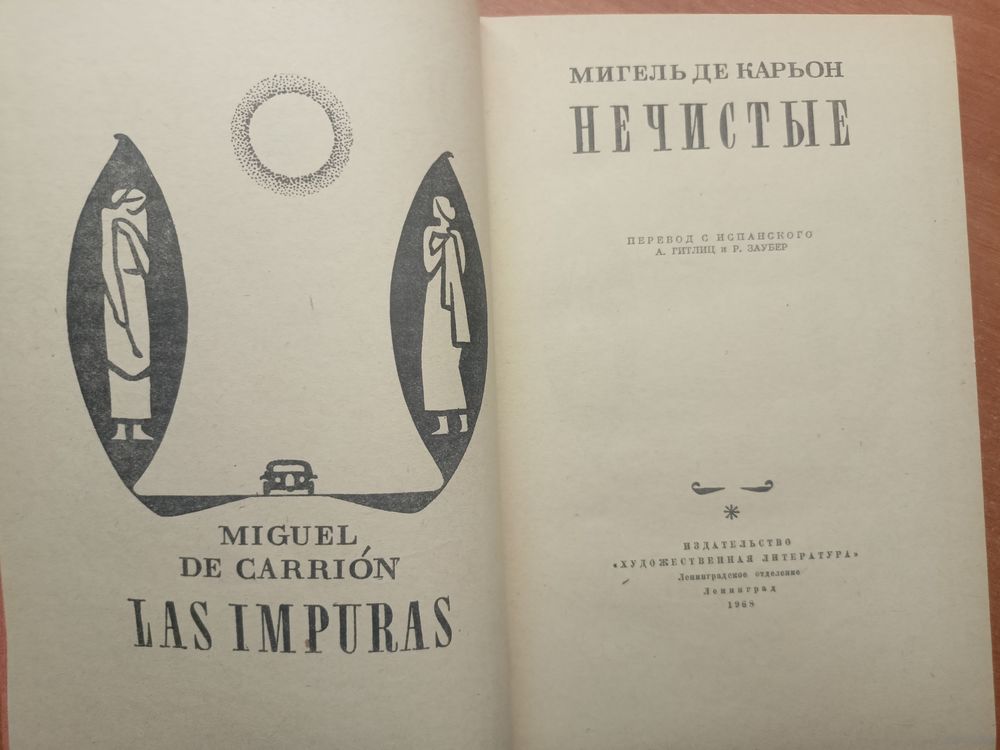 MIGUEL
DE CARRIÓN
LAS IMPURAS
МИГЕЛЬ ДЕ КАРЬОН
НЕЧИСТЫЕ
ПЕРЕВОД С ИСПАНСКОГО
А. ГИТЛИЦ и Р. ЗАУБЕР
ИЗДАТЕЛЬСТВО
«ХУДОЖЕСТВЕННАЯ ЛИТЕРАТУРА»
Ленинградское отделение
Ленинград
1968